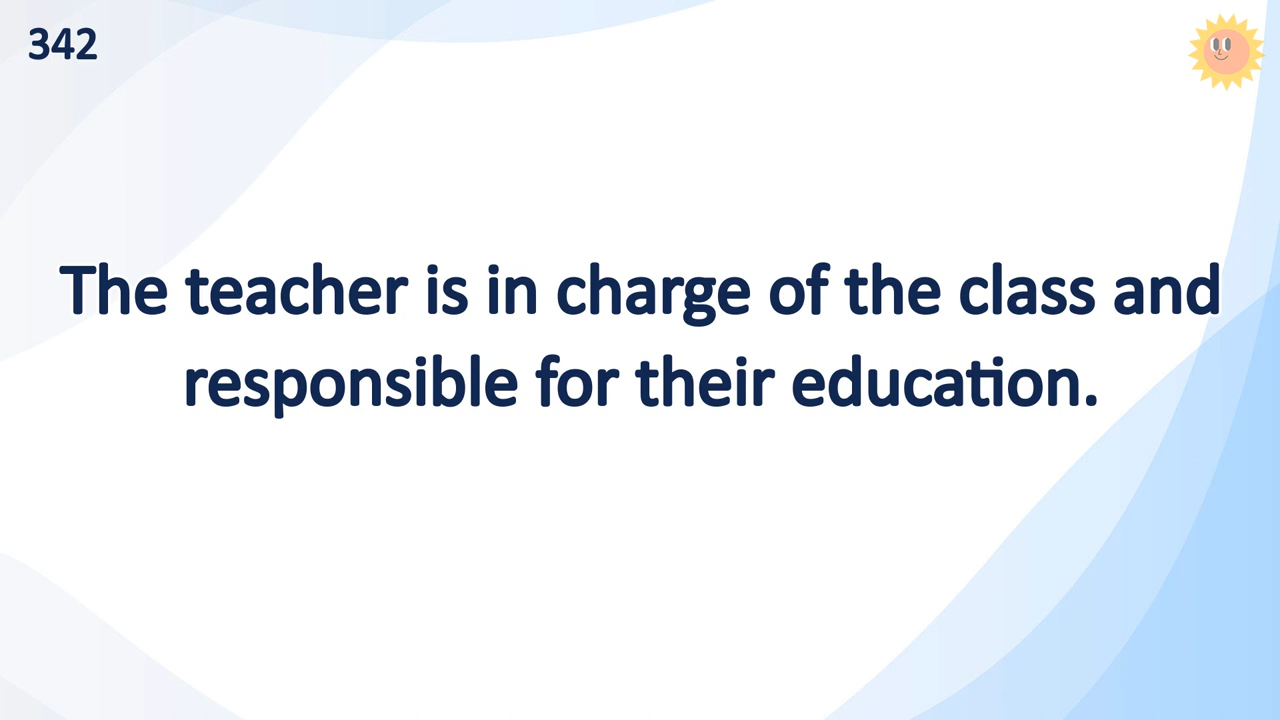 342
The teacher is in charge of the class and
responsible for their education.